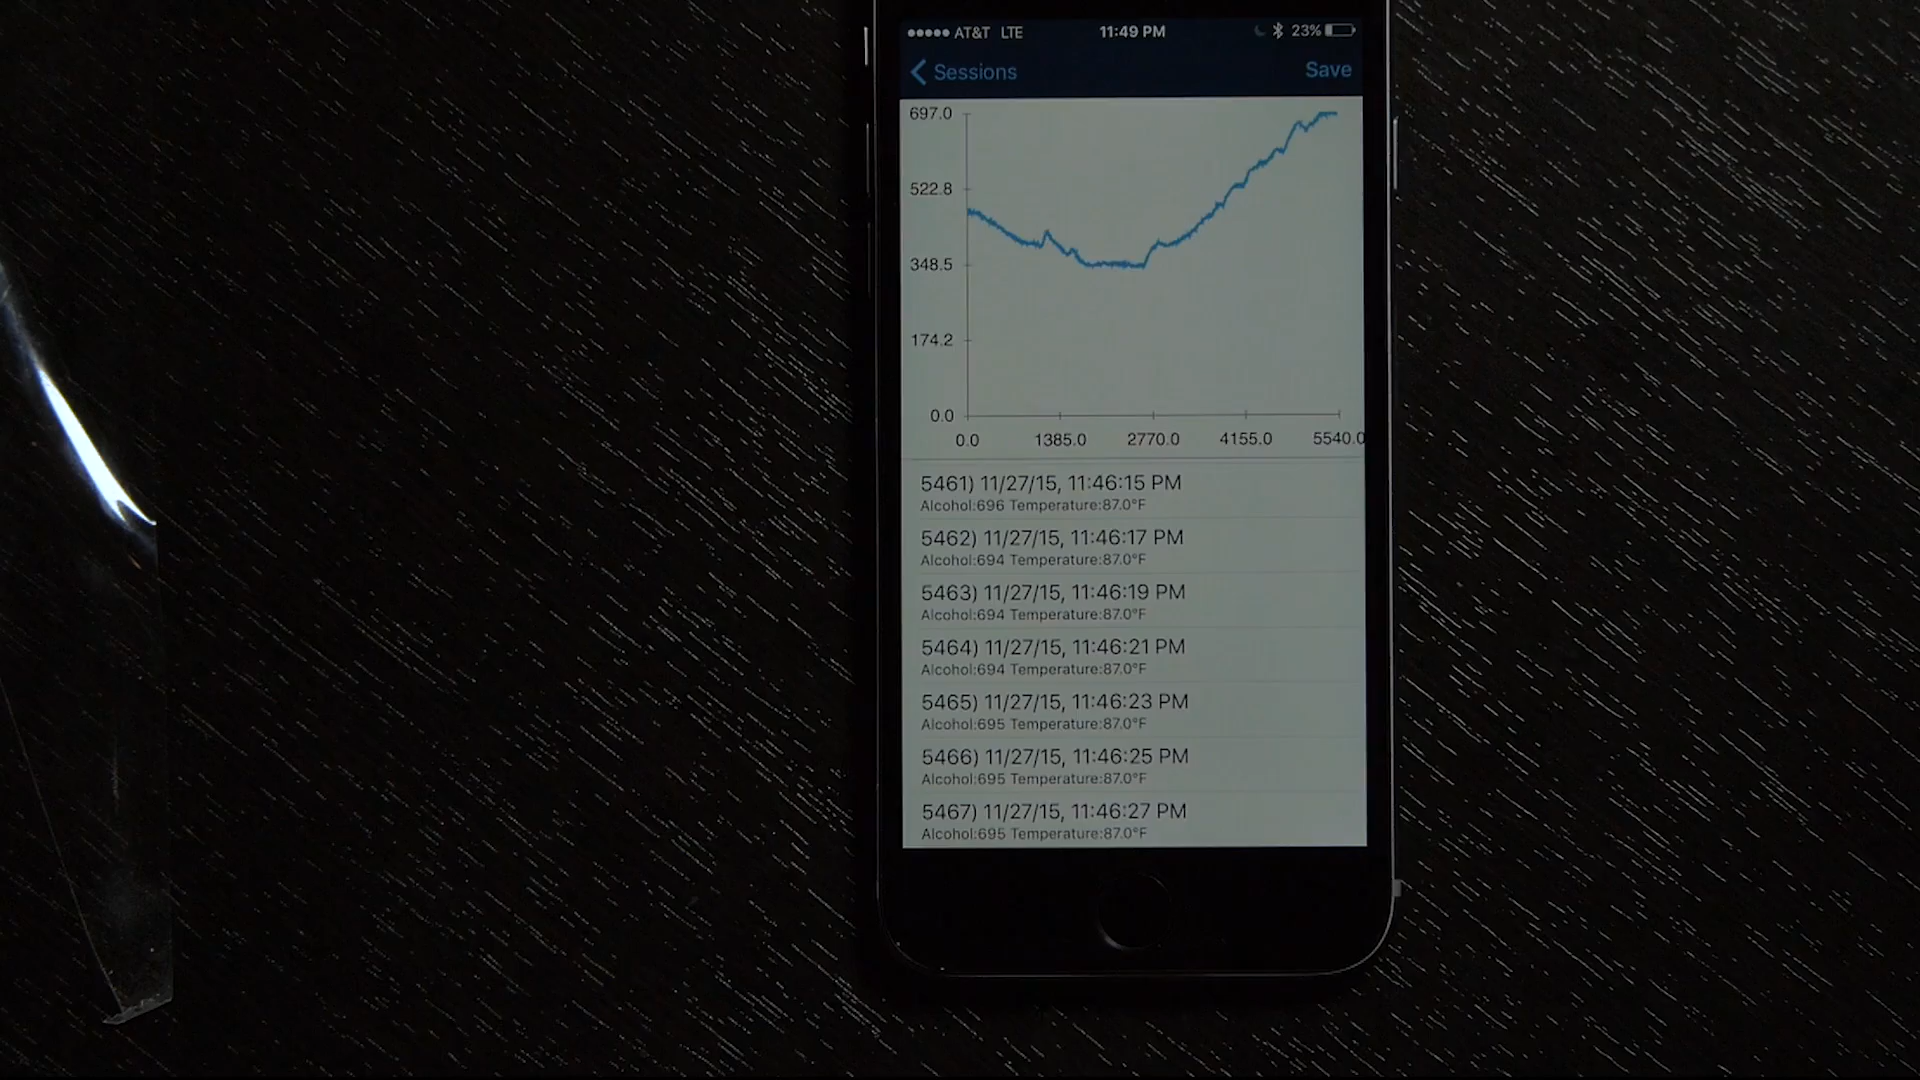 AT&T LTE 11:49 PM 23%
Sessions Save
697.0
522.8
348.5
174.2
0.0
0.0 1385.0 2770.0 4155.0 5540.0
5461) 11/27/15, 11:46:15 PM
Alcohol:696 Temperature:87.0°F
5462) 11/27/15, 11:46:17 PM
Alcohol:694 Temperature:87.0°F
5463) 11/27/15, 11:46:19 PM
Alcohol:694 Temperature:87.0°F
5464) 11/27/15, 11:46:21 PM
Alcohol:694 Temperature:87.0°F
5465) 11/27/15, 11:46:23 PM
Alcohol:695 Temperature:87.0°F
5466) 11/27/15, 11:46:25 PM
Alcohol:695 Temperature:87.0°F
5467) 11/27/15, 11:46:27 PM
Alcohol:695 Temperature:87.0°F